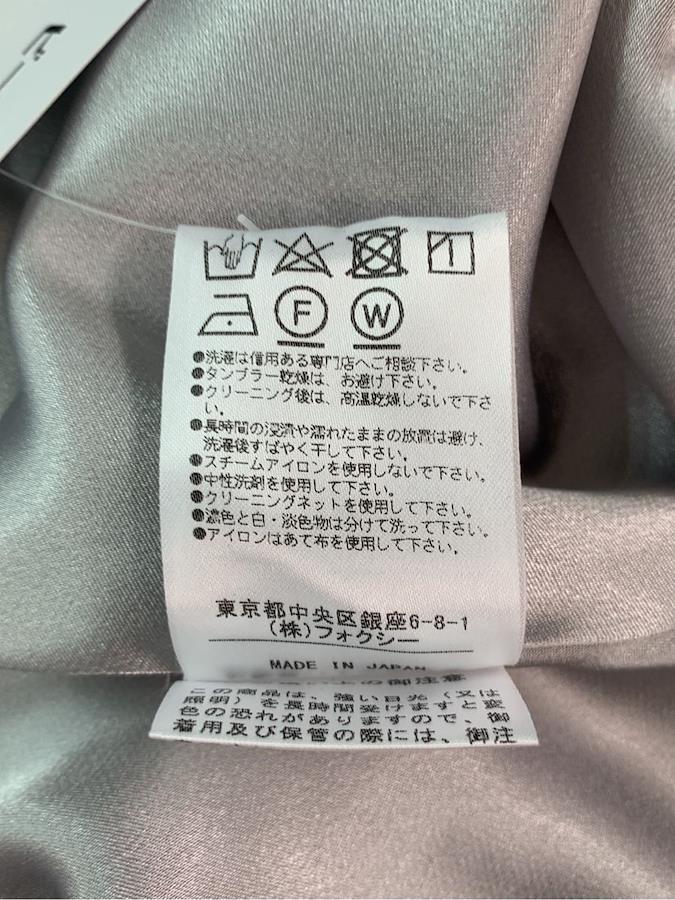 F
W
●洗濯は信用ある専門店へご相談下さい。
●タンブラー乾燥は、お避け下さい。
●クリーニング後は、高温乾燥しないで下さ
い。
●長時間の浸漬や濡れたままの放置は避け、
洗濯後すばやく干して下さい。
●スチームアイロンを使用しないで下さい。
●中性洗剤を使用して下さい。
●クリーニングネットを使用して下さい。
●濃色と白・淡色物は分けて洗って下さい。
●アイロンはあて布を使用して下さい。
東京都中央区銀座6-8-1
(株)フォクシー
MADE IN JAPAN
の御注意
この商品は、強い日光(又は
照明)を長時間受けますと変
色の恐れがありますので、御
着用及び保管の際には、御注